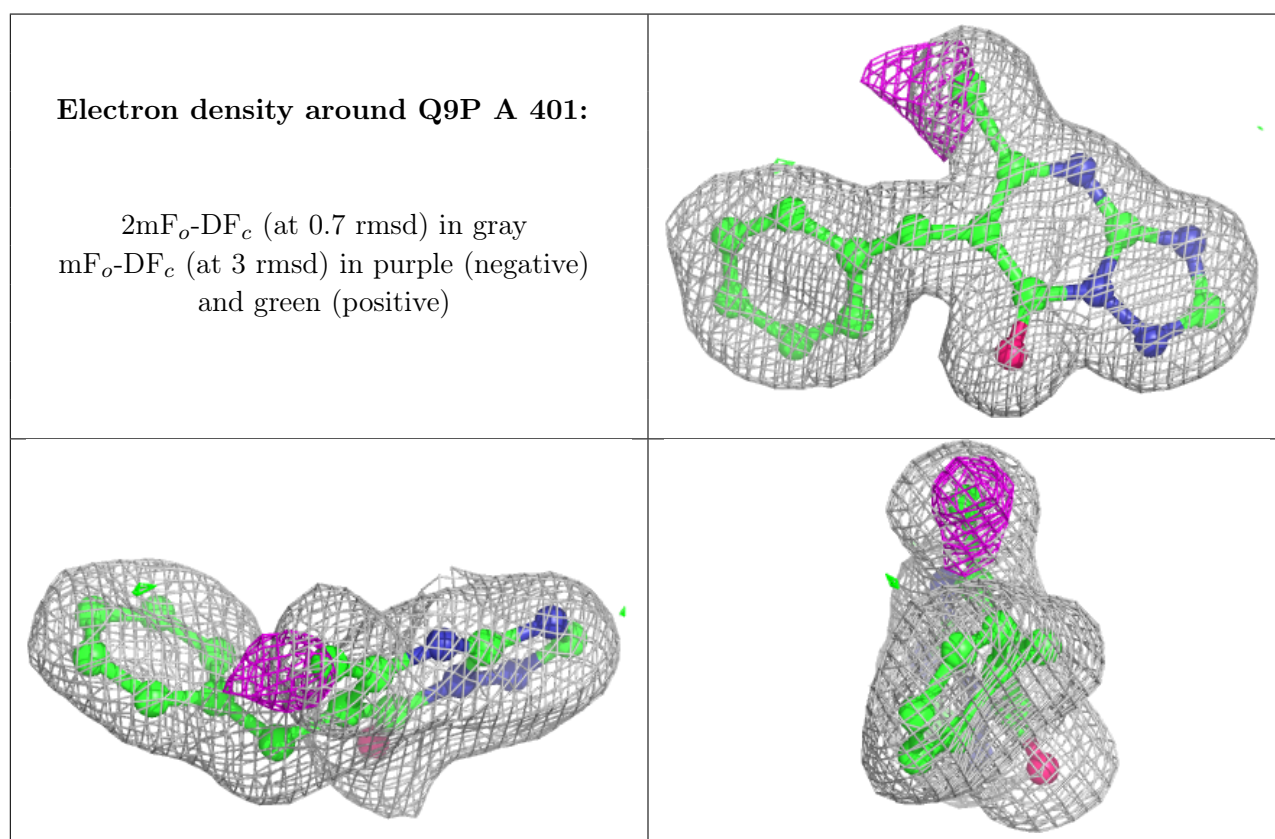 Electron density around Q9P A 401:
2mFo-DFc (at 0.7 rmsd) in gray
mFo-DFc (at 3 rmsd) in purple (negative)
and green (positive)